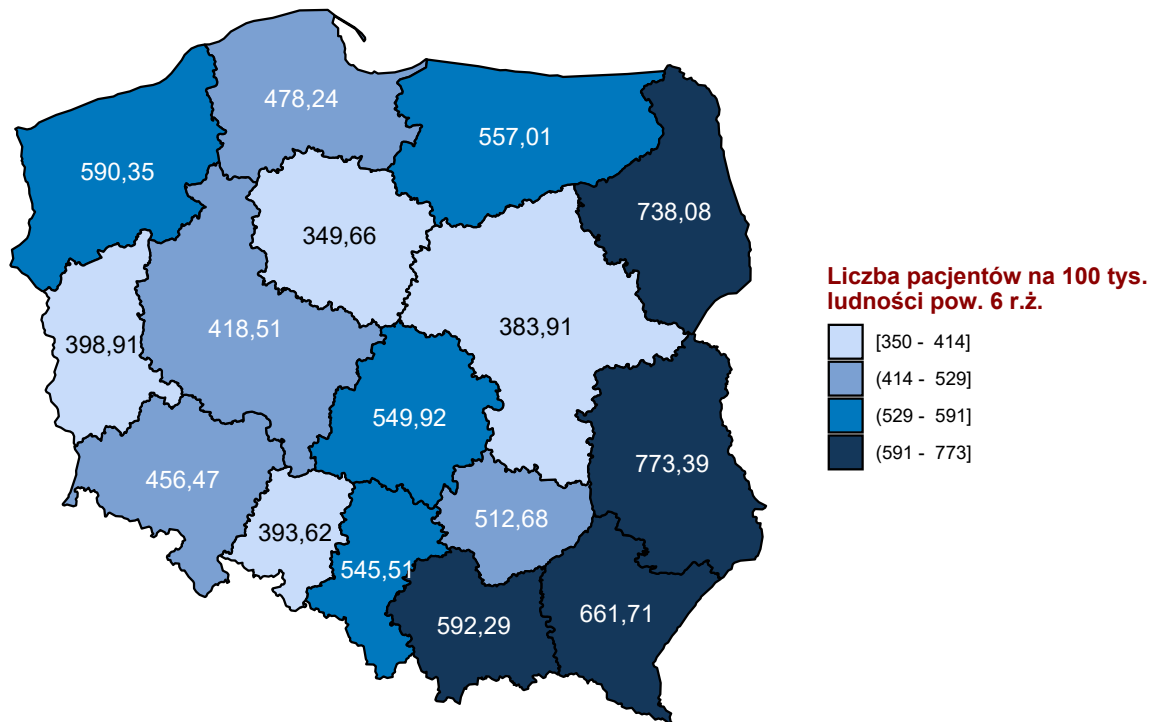 478,24
557,01
590,35
738,08
349,66
383,91
418,51
398,91
549,92
773,39
456,47
512,68
393,62
545,51
661,71
592,29
Liczba pacjentów na 100 tys.
ludności pow. 6 r.ż.
[350 - 414]
(414 - 529]
(529 - 591]
(591 - 773]